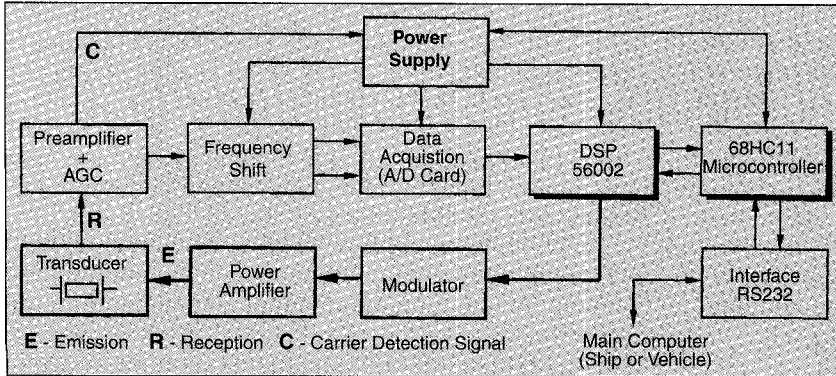 C
Power
Supply
Preamplifier
+
AGC
Frequency
Shift
Data
Acquistion
(A/D Card)
DSP
56002
68HC11
Microcontroller
R
Transducer
E
Power
Amplifier
Modulator
Interface
RS232
E - Emission R - Reception C - Carrier Detection Signal
Main Computer
(Ship or Vehicle)